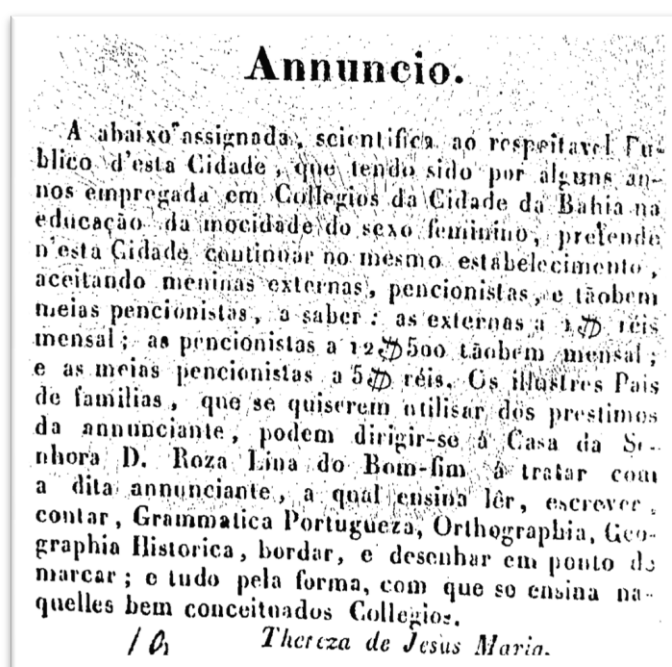 Annuncio.
A abaixo assignada, scientifica ao respeitavel Pu-
blico d'esta Cidade, que tendo sido por alguns an-
nos empregada em Collegios da Cidade da Bahia na
educação da mocidade do sexo feminino, pretende
n'esta Cidade continuar no mesmo estabelecimento,
aceitando meninas externas, pencionistas, e tãobem
meias pencionistas, a saber: as externas a réis
mensal; as pencionistas a 12$500 tãobem mensal;
e as meias pencionistas a 5$ réis. Os illustres Pais
de familias, que se quiserem utilisar dos prestimos
da annunciante, podem dirigir-se á Casa da Se-
nhora D. Roza Lina do Bom-fim á tratar com
a dita annunciante, a qual ensina lêr, escrever,
contar, Grammatica Portugueza, Orthographia, Geo-
graphia Historica, bordar, e desenhar em ponto de
marcar; e tudo pela forma, com que se ensina na-
quelles bem conceituados Collegios.
Thereza de Jesus Maria.